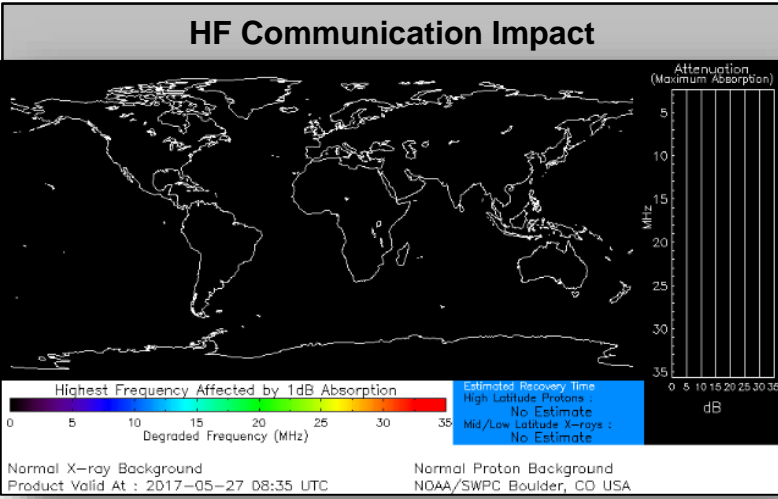 HF Communication Impact
Attenuation
(Maximum Absorption)
5
10
15
20
25
30
35
MHz
0 5 10 15 20 25 30 35
dB
Highest Frequency Affected by 1dB Absorption
0 5 10 15 20 25 30 35
Degraded Frequency (MHz)
Estimated Recovery Time
High Latitude Protons :
No Estimate
Mid/Low Latitude X-rays :
No Estimate
Normal X-ray Background
Normal Proton Background
Product Valid At : 2017-05-27 08:35 UTC
NOAA/SWPC Boulder, CO USA